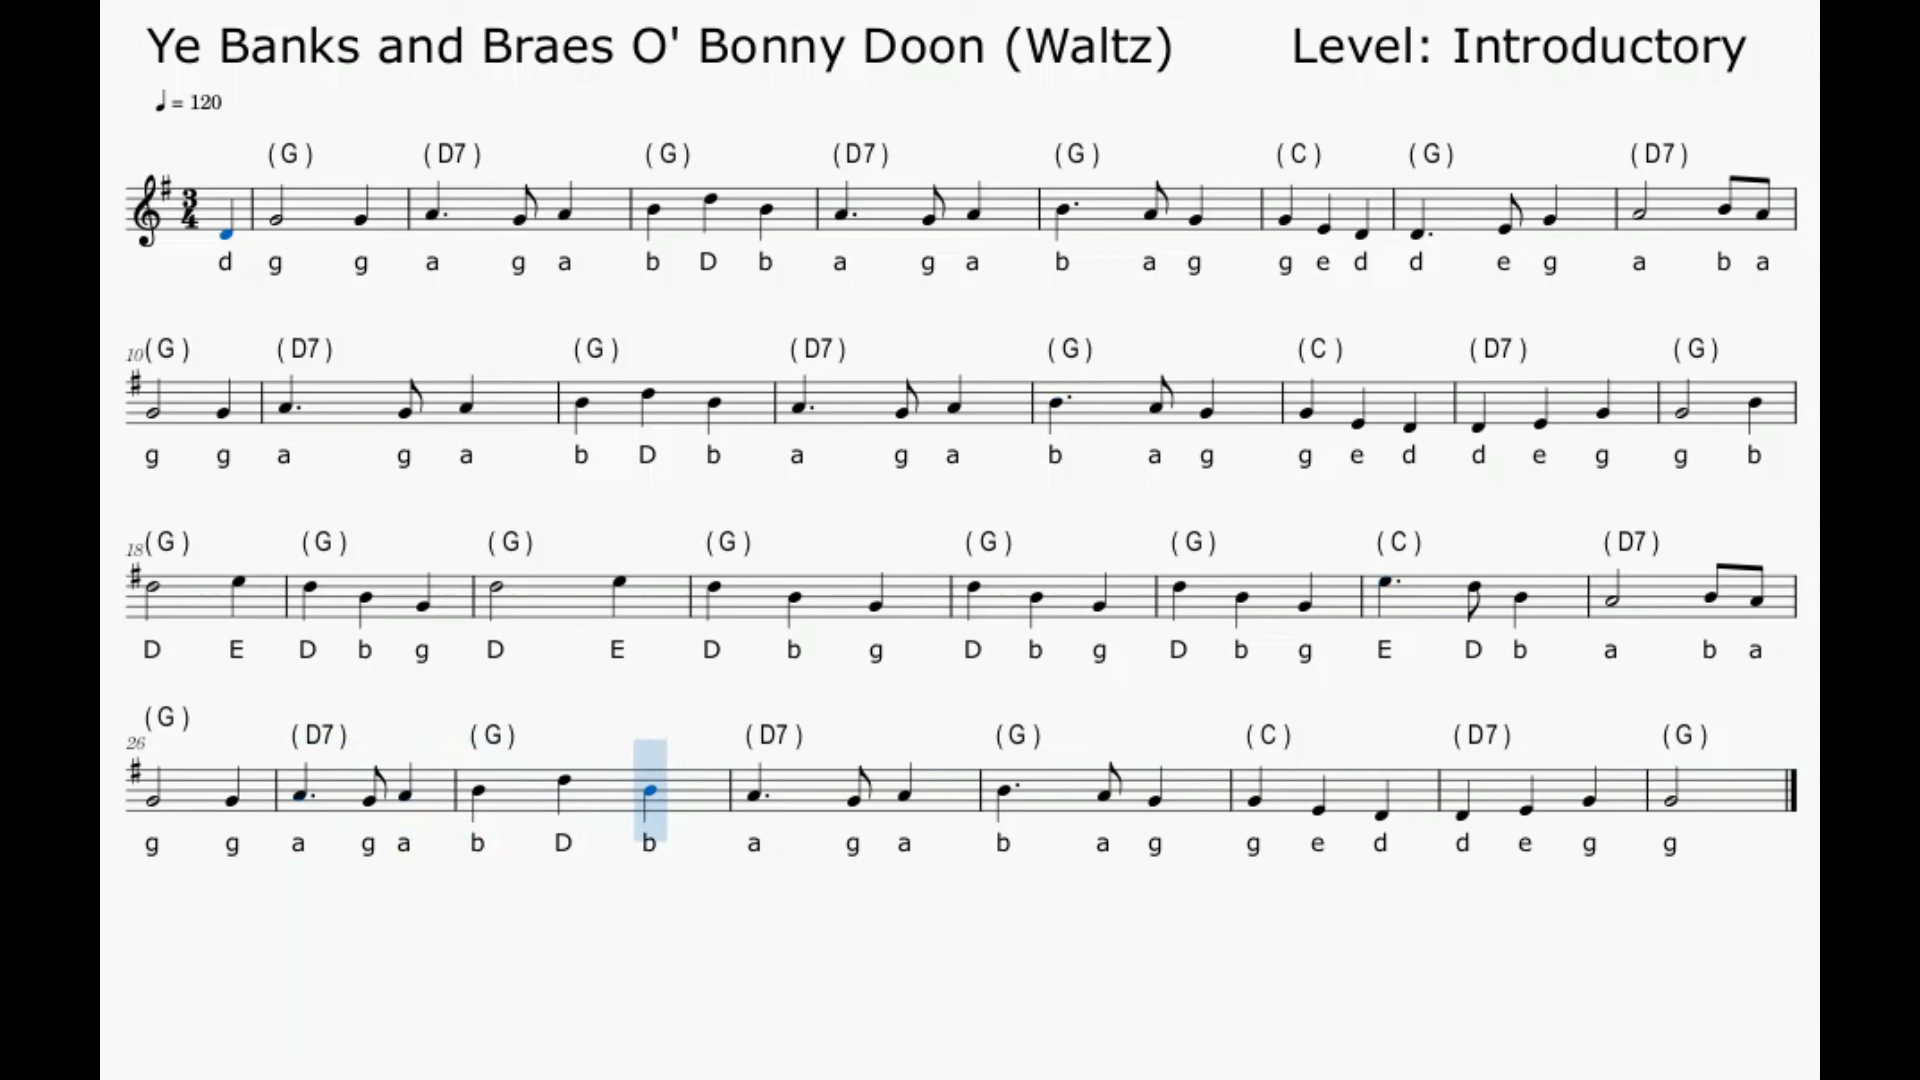 Ye Banks and Braes O' Bonny Doon (Waltz) Level: Introductory
♩ = 120
( G ) ( D7 ) ( G ) ( D7 ) ( G ) ( C ) ( G ) ( D7 )
3
4
d g g a g a b D b a g a b a g g e d d e g a b a
10 ( G ) ( D7 ) ( G ) ( D7 ) ( G ) ( C ) ( D7 ) ( G )
g g a g a b D b a g a b a g g e d d e g g b
18 ( G ) ( G ) ( G ) ( G ) ( G ) ( G ) ( C ) ( D7 )
D E D b g D E D b g D b g D b g E D b a b a
( G ) ( D7 ) ( G ) ( D7 ) ( G ) ( C ) ( D7 ) ( G )
26
g g a g a b D b a g a b a g g e d d e g g